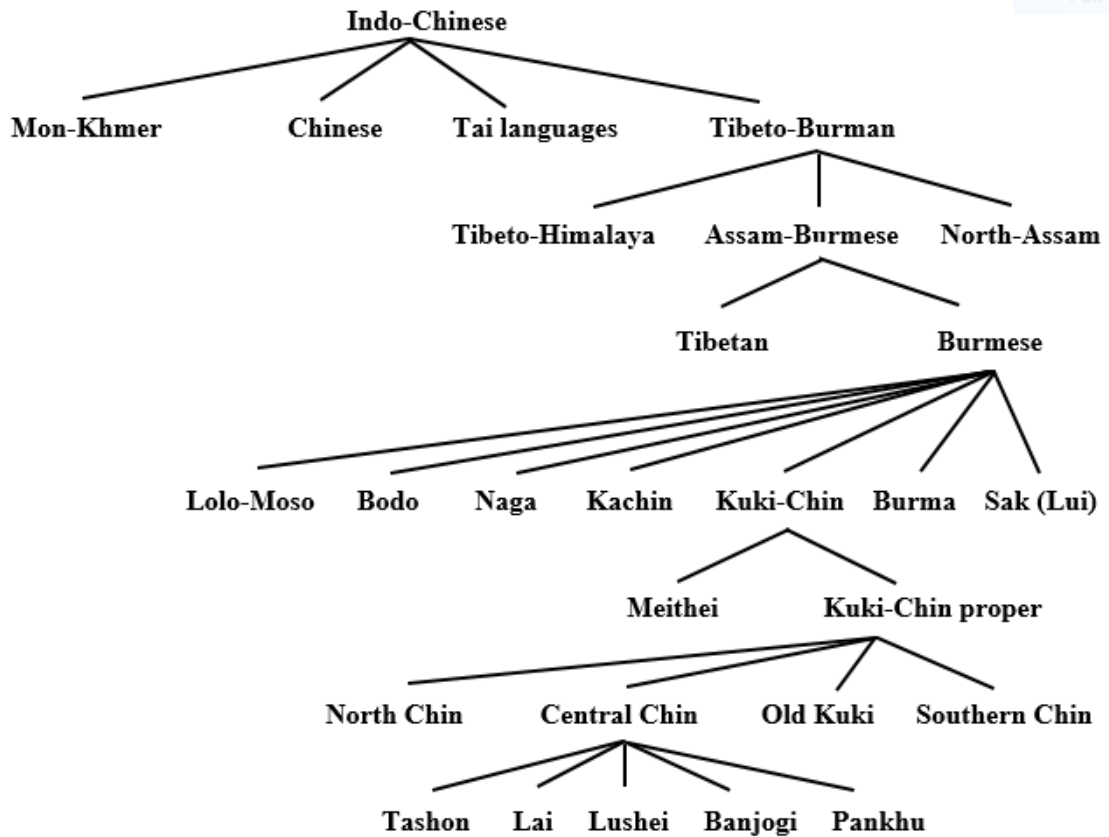 Indo-Chinese
Mon-Khmer Chinese Tai languages Tibeto-Burman
Tibeto-Himalaya Assam-Burmese North-Assam
Tibetan Burmese
Lolo-Moso Bodo Naga Kachin Kuki-Chin Burma Sak (Lui)
Meithei Kuki-Chin proper
North Chin Central Chin Old Kuki Southern Chin
Tashon Lai Lushei Banjogi Pankhu